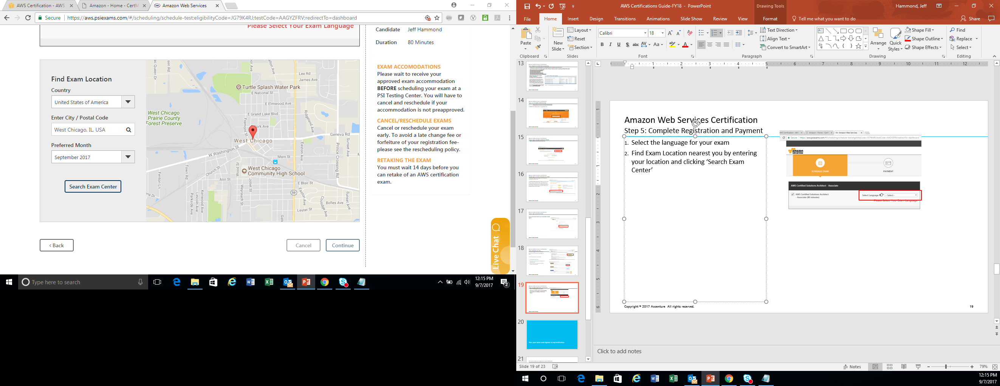 AWS Certification - AWS
Amazon - Home - CertM
Amazon Web Services
Secure
https://aws.psiexams.com/#/scheduling/schedule-test;eligibilityCode=JG79K4RJ;testCode=AAGYZFRV;redirectTo=dashboard
Please Select Your Exam Language
Candidate Jeff Hammond
Duration 80 Minutes
Find Exam Location
Country
United States of America
Enter City / Postal Code
West Chicago, IL, USA
Preferred Month
September 2017
Search Exam Center
West Chicago
Prairie County
Forest Preserve
Turtle Splash Water Park
Lee Rd
James Ave
E National St
E Elmwood Ave
E Grand Lake Blvd
Ridgeland Ave
Fremont St
York Ave
Geneva Rd
West Chicago
W Washington St
Main St
Easton Ave
Prince Crossing Rd
Sunset Ave
Church St
Wood St
West Chicago
Community High School
Town Rd
Fenton Ln
Ann St
E Blair St
Joliet St
Weyrauch St
59
Kenwood Ave
Lincoln Ave
Parkside Ave
Easton Ave
Coolidge Ave
Sunset Ave
Bolles Ave
Lester St
EXAM ACCOMODATIONS
Please wait to receive your
approved exam accommodation
BEFORE scheduling your exam at a
PSI Testing Center. You will have to
cancel and reschedule if your
accommodation is not preapproved.
CANCEL/RESCHEDULE EXAMS
Cancel or reschedule your exam
early. To avoid a late change fee or
forfeiture of your registration fee-
please see the rescheduling policy.
RETAKING THE EXAM
You must wait 14 days before you
can retake of an AWS certification
exam.
< Back
Cancel
Continue
Live Chat
Type here to search
12:15 PM
9/7/2017
2
AWS Certifications Guide-FY18 - PowerPoint
Drawing Tools
Hammond, Jeff
File Home Insert Design Transitions Animations Slide Show Review View Format Tell me what you want to do Share
Paste
Clipboard
New
Slide
Layout
Reset
Section
Slides
Calibri 18
B I U S abc AV Aa A
Font
Text Direction
Align Text
Convert to SmartArt
Paragraph
Arrange
Quick
Styles
Shape Fill
Shape Outline
Shape Effects
Drawing
Find
Replace
Select
Editing
13
14
15
16
17
18
19
20
Pass your exam and register in myCertification
21
Amazon Web Services Certification
Step 5: Complete Registration and Payment
1. Select the language for your exam
2. Find Exam Location nearest you by entering
your location and clicking ‘Search Exam
Center’
Amazon Web Services
Secure
amazon
web services
SCHEDULE EXAM
PAYMENT
AWS Certified Solutions Architect - Associate
AWS Certified Solutions Architect
- Associate (80 minutes)
Select Language
--Select--
Please Select Your Exam Language
Copyright © 2017 Accenture All rights reserved.
19
Click to add notes
Slide 19 of 23
Notes
79%
12:15 PM
9/7/2017